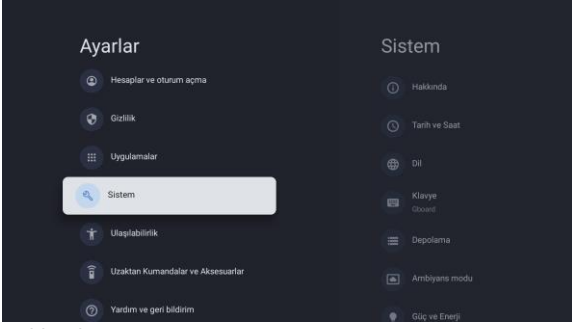 Ayarlar
Hesaplar ve oturum açma
Gizlilik
Uygulamalar
Sistem
Ulaşılabilirlik
Uzaktan Kumandalar ve Aksesuarlar
Yardım ve geri bildirim
Sistem
Hakkında
Tarih ve Saat
Dil
Klavye
Gboard
Depolama
Ambiyans modu
Güç ve Enerji